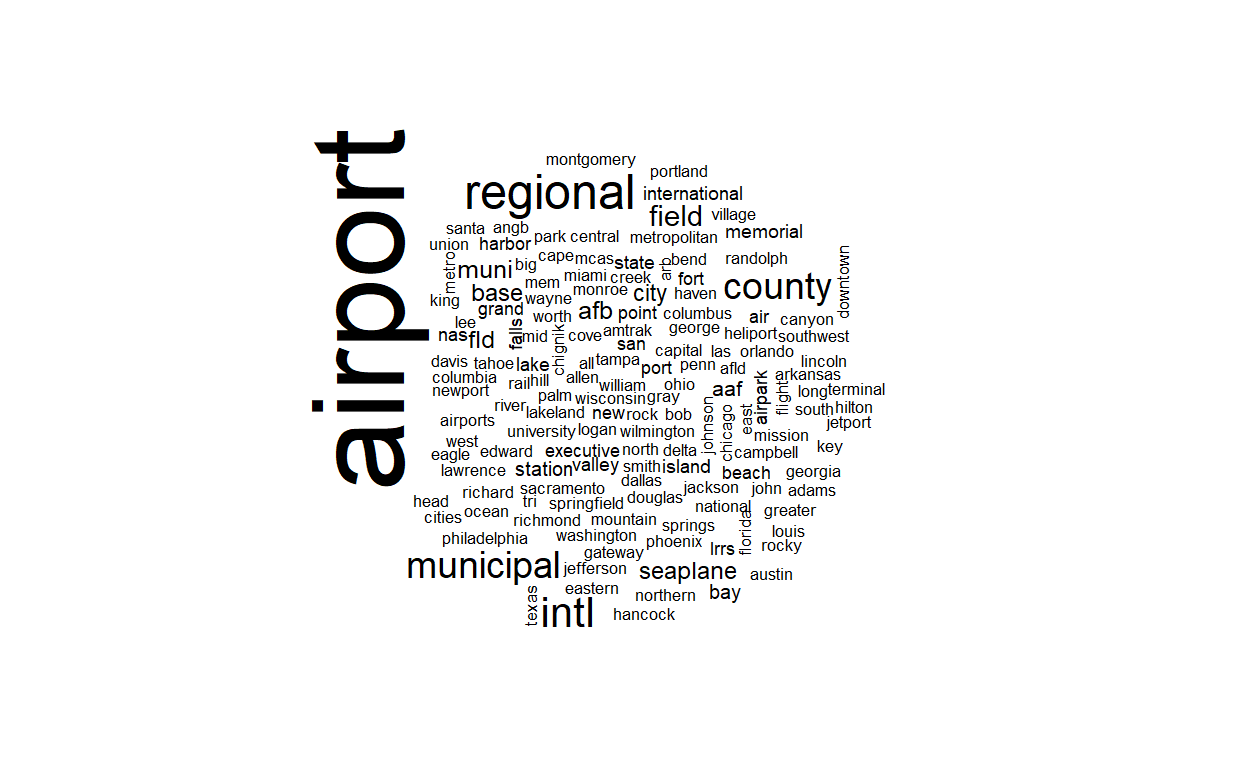 airport
montgomery
portland
regional
international
field
village
santa
angb
park
central
metropolitan
memorial
union
harbor
cape
mcas
state
arb
bend
randolph
downtown
metro
muni
big
mem
miami
creek
fort
king
base
wayne
monroe
city
haven
county
grand
worth
afb
point
columbus
air
canyon
lee
nas
fld
falls
mid
chignik
cove
amtrak
san
george
heliport
southwest
davis
tahoe
lake
all
tampa
port
capital
penn
las
afld
orlando
lincoln
columbia
rail
hill
allen
william
ohio
aaf
airpark
flight
arkansas
newport
palm
wisconsin
gray
long
terminal
river
lakeland
new
rock
bob
johnson
chicago
east
south
hilton
airports
university
logan
wilmington
mission
jetport
west
eagle
edward
executive
north
delta
campbell
key
lawrence
station
valley
smith
island
beach
georgia
richard
sacramento
dallas
jackson
john
adams
head
tri
springfield
douglas
national
greater
cities
ocean
richmond
mountain
springs
florida
louis
philadelphia
washington
phoenix
lrrs
rocky
gateway
municipal
jefferson
seaplane
austin
texas
eastern
northern
bay
intl
hancock